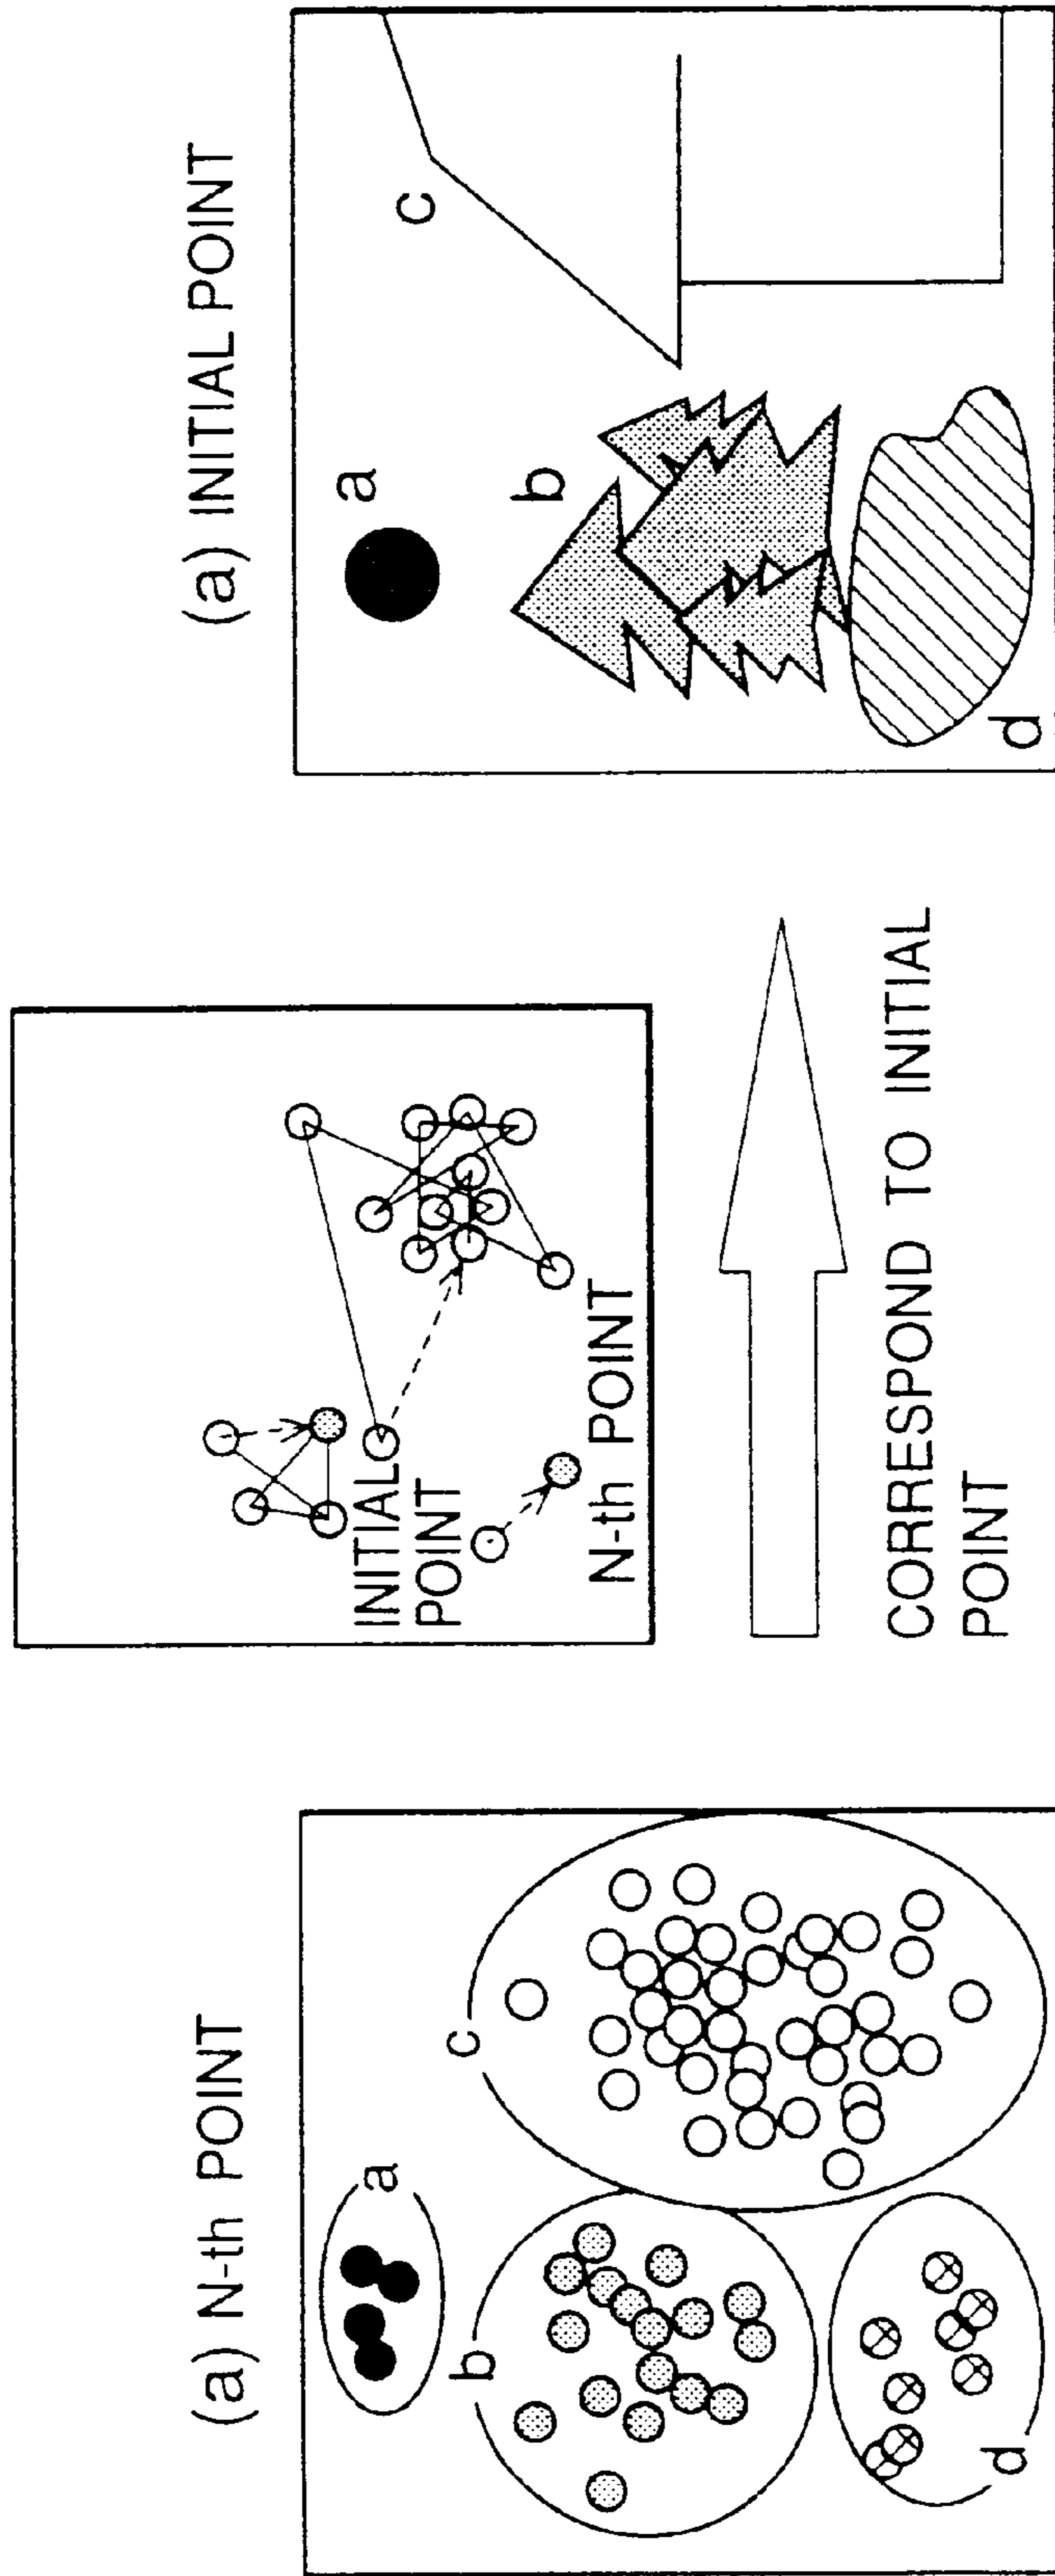 (a) N-th POINT
a
b
c
d
INITIAL
POINT
N-th POINT
CORRESPOND TO INITIAL
POINT
(a) INITIAL POINT
a
b
c
d